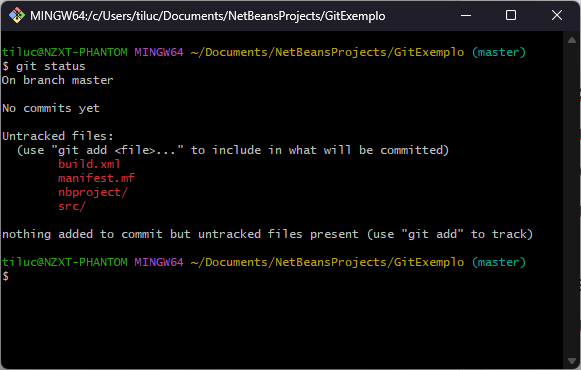 MINGW64:/c/Users/tiluc/Documents/NetBeansProjects/GitExemplo
tiluc@NZXT-PHANTOM MINGW64 ~/Documents/NetBeansProjects/GitExemplo (master)
$ git status
On branch master
No commits yet
Untracked files:
(use "git add <file>..." to include in what will be committed)
build.xml
manifest.mf
nbproject/
src/
nothing added to commit but untracked files present (use "git add" to track)
tiluc@NZXT-PHANTOM MINGW64 ~/Documents/NetBeansProjects/GitExemplo (master)
$